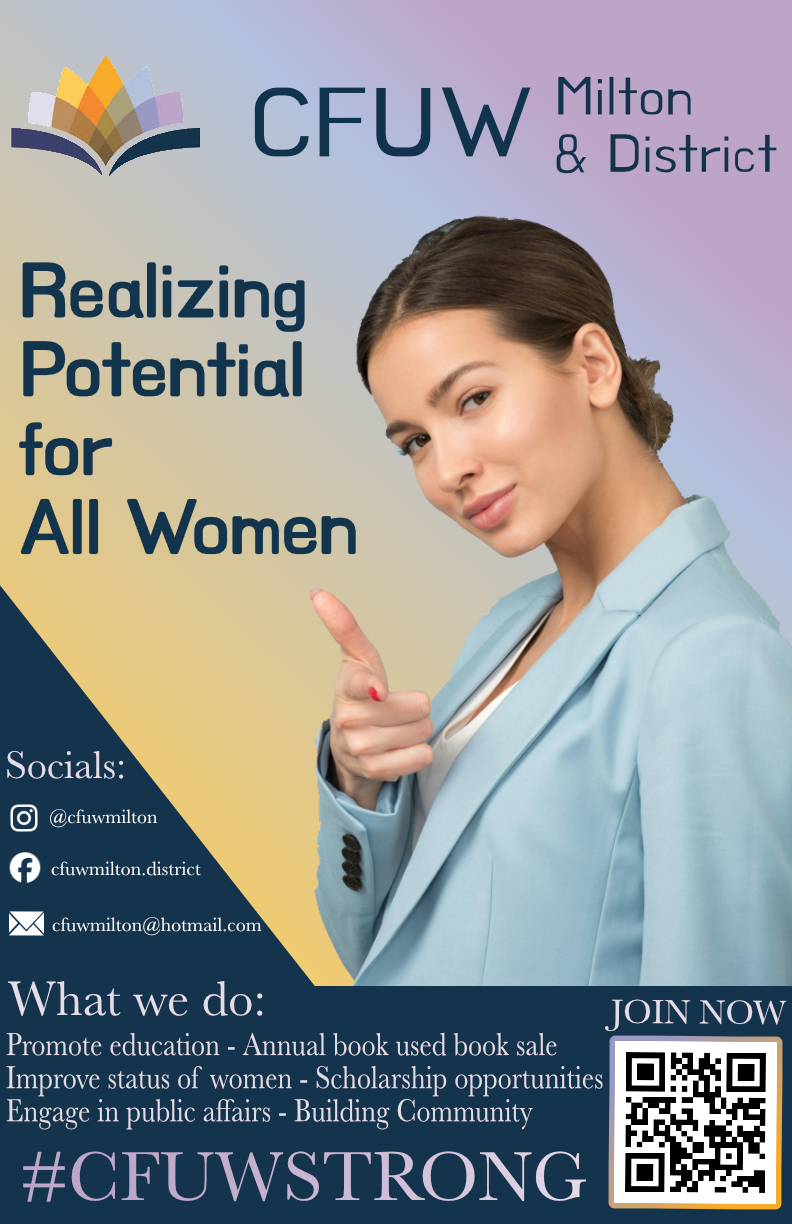 CFUW
Milton
& District
Realizing
Potential
for
All Women
Socials:
@cfuwmilton
cfuwmilton.district
cfuwmilton@hotmail.com
What we do:
Promote education - Annual book used book sale
Improve status of women - Scholarship opportunities
Engage in public affairs - Building Community
#CFUWSTRONG
JOIN NOW